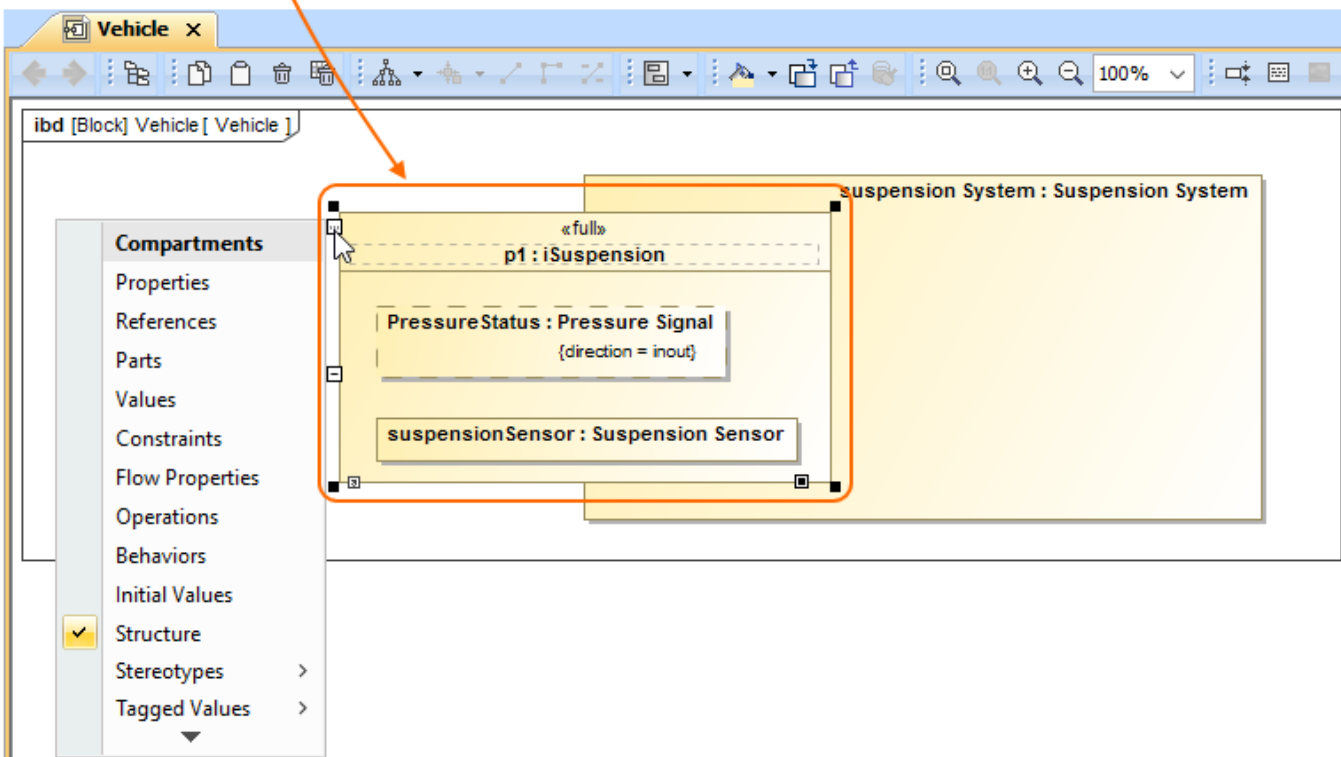 Vehicle
100%
ibd [Block] Vehicle [ Vehicle ]
suspension System : Suspension System
«full»
p1 : iSuspension
PressureStatus : Pressure Signal
{direction = inout}
suspensionSensor : Suspension Sensor
Compartments
Properties
References
Parts
Values
Constraints
Flow Properties
Operations
Behaviors
Initial Values
Structure
Stereotypes
Tagged Values